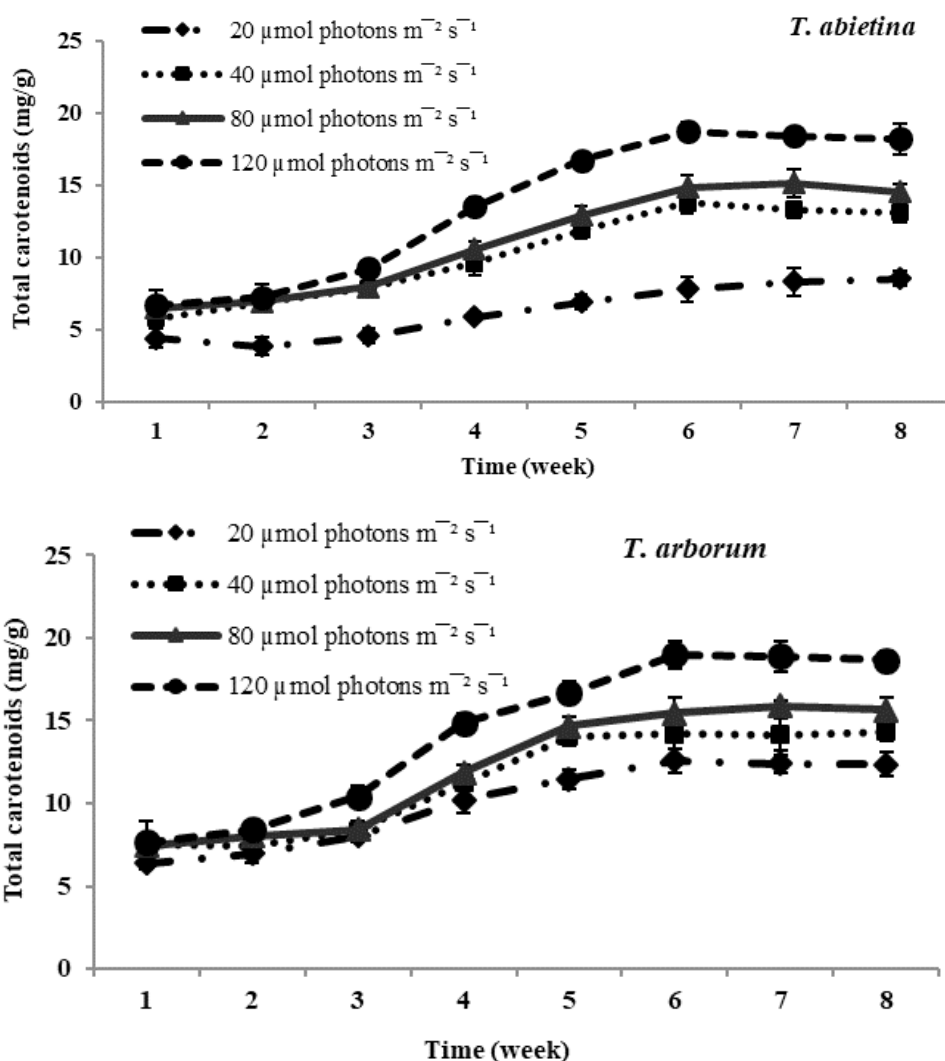 T. abietina
20 µmol photons m¯² s¯¹
40 µmol photons m¯² s¯¹
80 µmol photons m¯² s¯¹
120 µmol photons m¯² s¯¹
Total carotenoids (mg/g)
25
20
15
10
5
0
1 2 3 4 5 6 7 8
Time (week)
T. arborum
20 µmol photons m¯² s¯¹
40 µmol photons m¯² s¯¹
80 µmol photons m¯² s¯¹
120 µmol photons m¯² s¯¹
Total carotenoids (mg/g)
25
20
15
10
5
0
1 2 3 4 5 6 7 8
Time (week)